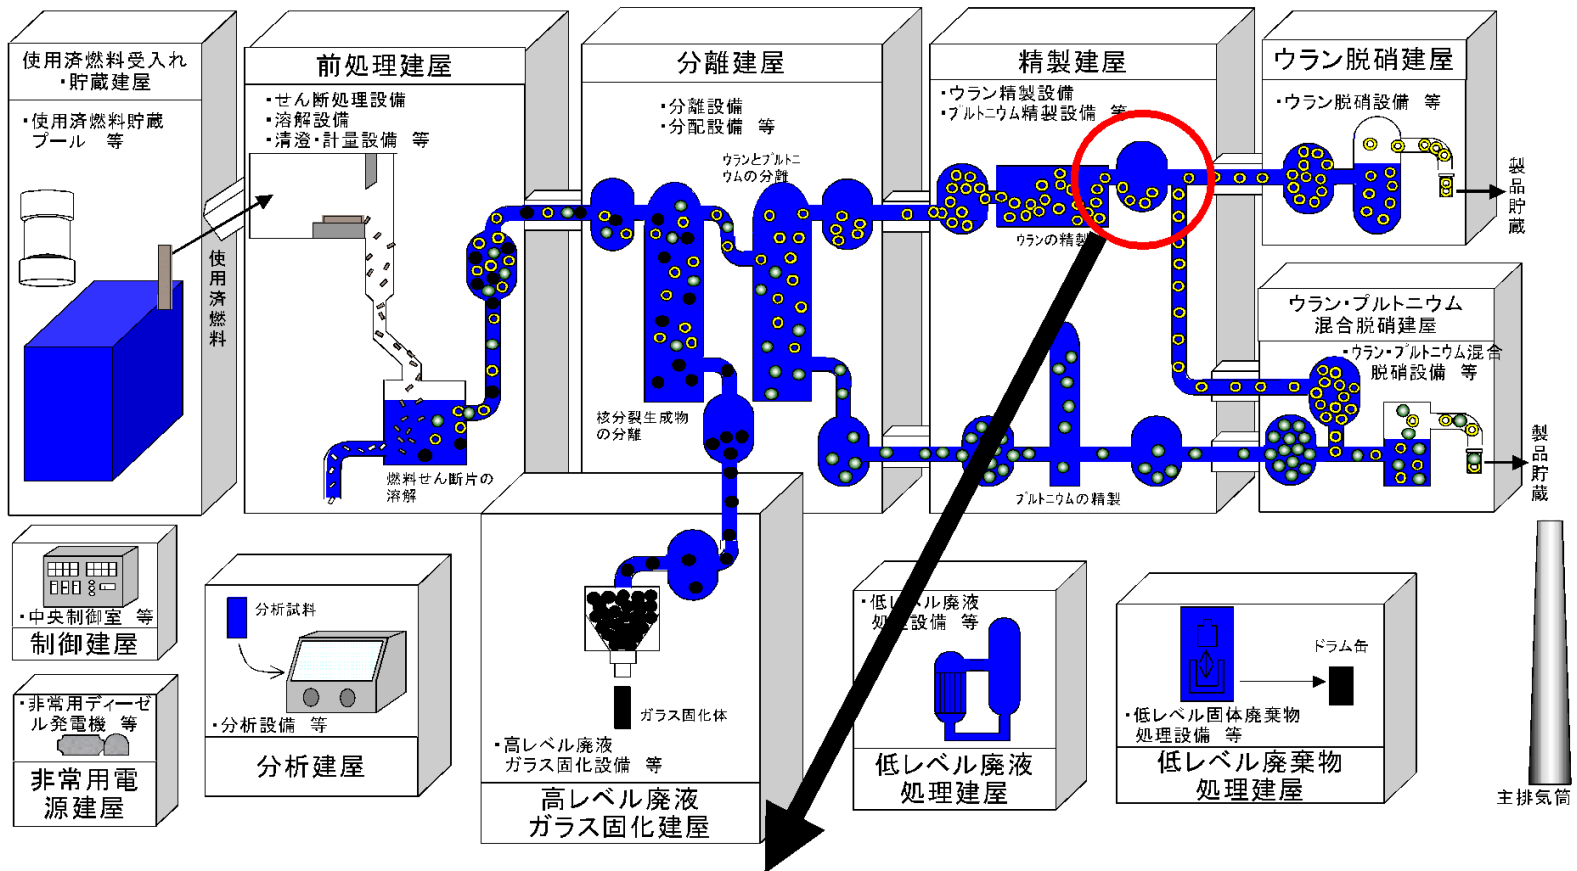 使用済燃料受入れ
・貯蔵建屋
・使用済燃料貯蔵
プール 等
使用済燃料
前処理建屋
・せん断処理設備
・溶解設備
・清澄・計量設備 等
燃料せん断片の
溶解
分離建屋
・分離設備
・分配設備 等
ウランとプルトニ
ウムの分離
核分裂生成物
の分離
精製建屋
・ウラン精製設備
・プルトニウム精製設備 等
ウランの精製
プルトニウムの精製
ウラン脱硝建屋
・ウラン脱硝設備 等
製品貯蔵
ウラン・プルトニウム
混合脱硝建屋
・ウラン・プルトニウム混合
脱硝設備 等
製品貯蔵
・中央制御室 等
制御建屋
・非常用ディーゼ
ル発電機 等
非常用電
源建屋
分析試料
・分析設備 等
分析建屋
ガラス固化体
・高レベル廃液
ガラス固化設備 等
高レベル廃液
ガラス固化建屋
・低レベル廃液
処理設備 等
低レベル廃液
処理建屋
ドラム缶
・低レベル固体廃棄物
処理設備 等
低レベル廃棄物
処理建屋
主排気筒